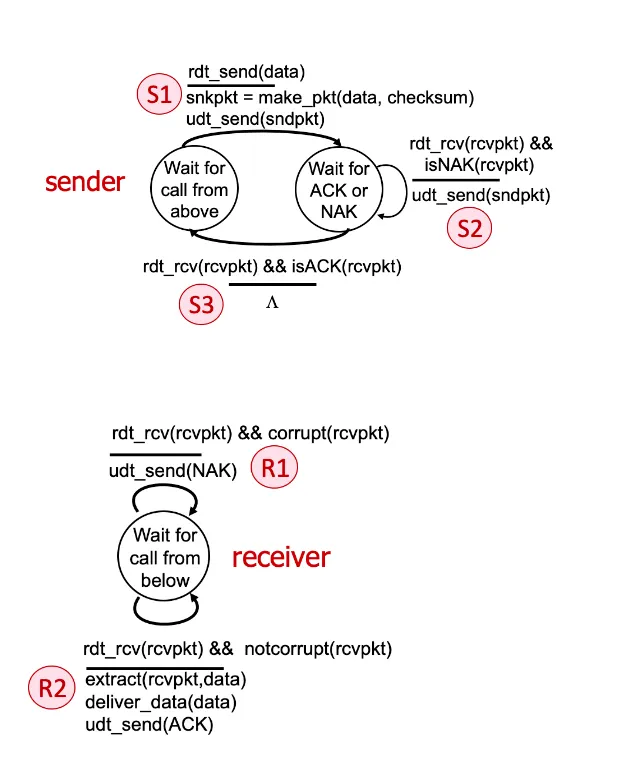 rdt_send(data)
S1
snkpkt = make_pkt(data, checksum)
udt_send(sndpkt)
sender
Wait for
call from
above
Wait for
ACK or
NAK
rdt_rcv(rcvpkt) &&
isNAK(rcvpkt)
udt_send(sndpkt)
S2
rdt_rcv(rcvpkt) && isACK(rcvpkt)
S3
Λ
rdt_rcv(rcvpkt) && corrupt(rcvpkt)
udt_send(NAK)
R1
Wait for
call from
below
receiver
rdt_rcv(rcvpkt) && notcorrupt(rcvpkt)
R2
extract(rcvpkt,data)
deliver_data(data)
udt_send(ACK)